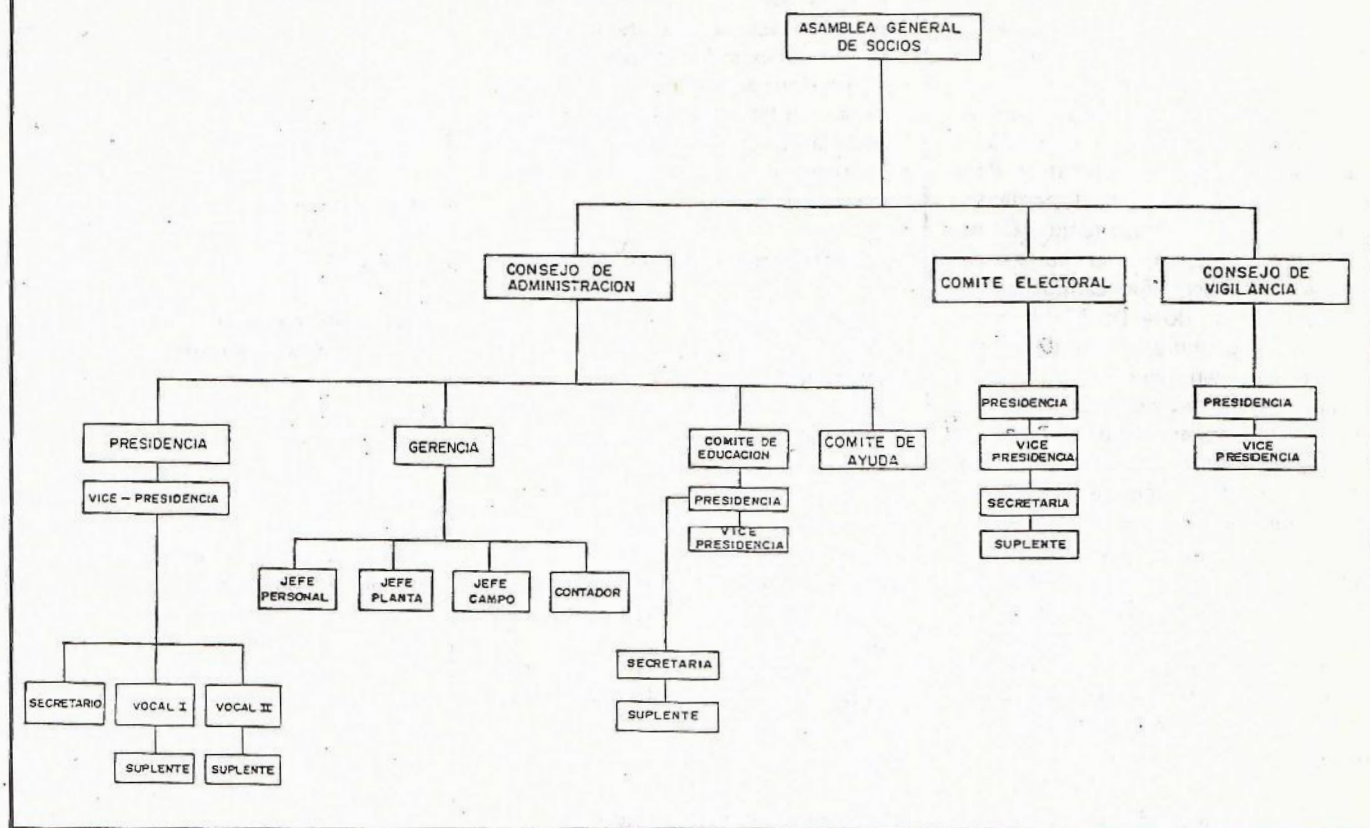 ASAMBLEA GENERAL
DE SOCIOS
CONSEJO DE
ADMINISTRACION
COMITE ELECTORAL
CONSEJO DE
VIGILANCIA
PRESIDENCIA
GERENCIA
COMITE DE
EDUCACION
COMITE DE
AYUDA
PRESIDENCIA
PRESIDENCIA
VICE – PRESIDENCIA
PRESIDENCIA
VICE
PRESIDENCIA
VICE
PRESIDENCIA
VICE
PRESIDENCIA
SECRETARIA
SUPLENTE
JEFE
PERSONAL
JEFE
PLANTA
JEFE
CAMPO
CONTADOR
SECRETARIA
SUPLENTE
SECRETARIO
VOCAL I
VOCAL II
SUPLENTE
SUPLENTE